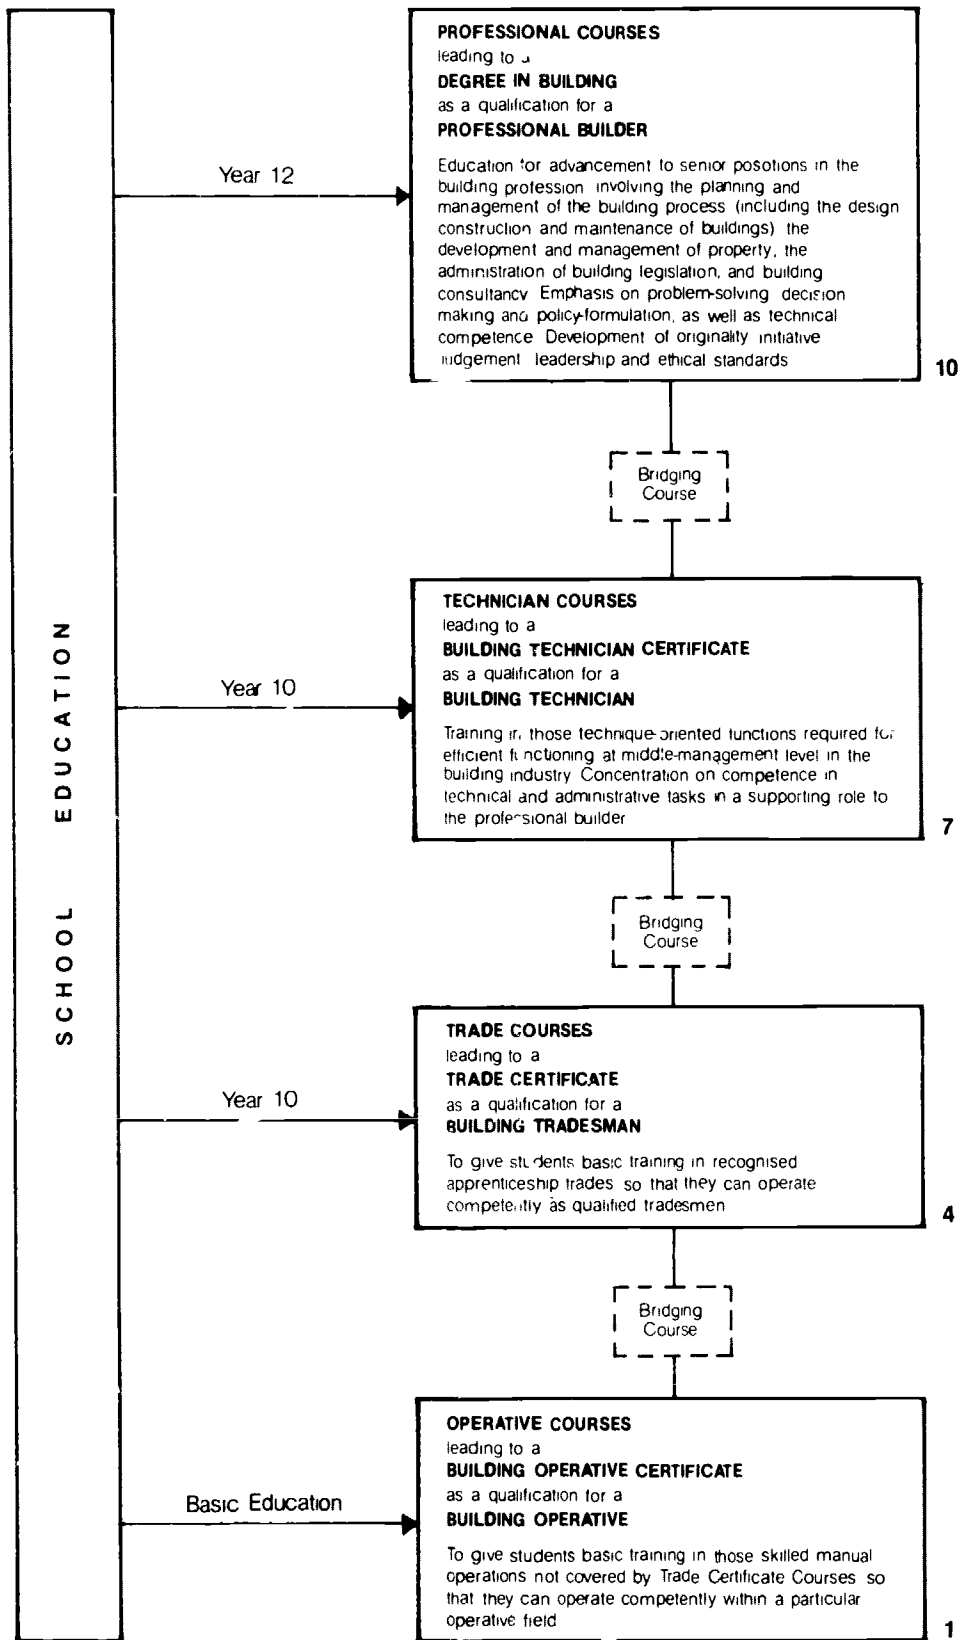 PROFESSIONAL COURSES
leading to a
DEGREE IN BUILDING
as a qualification for a
PROFESSIONAL BUILDER
Education for advancement to senior posotions in the
building profession involving the planning and
management of the building process (including the design
construction and maintenance of buildings) the
development and management of property, the
administration of building legislation, and building
consultancy Emphasis on problem-solving decision
making and policy-formulation, as well as technical
competence Development of originality initiative
judgement leadership and ethical standards
10
Year 12
Bridging
Course
TECHNICIAN COURSES
leading to a
BUILDING TECHNICIAN CERTIFICATE
as a qualification for a
BUILDING TECHNICIAN
Training in those technique-oriented functions required for
efficient functioning at middle-management level in the
building industry Concentration on competence in
technical and administrative tasks in a supporting role to
the professional builder
7
Year 10
SCHOOL EDUCATION
Bridging
Course
TRADE COURSES
leading to a
TRADE CERTIFICATE
as a qualification for a
BUILDING TRADESMAN
To give students basic training in recognised
apprenticeship trades so that they can operate
competently as qualified tradesmen
4
Year 10
Bridging
Course
OPERATIVE COURSES
leading to a
BUILDING OPERATIVE CERTIFICATE
as a qualification for a
BUILDING OPERATIVE
To give students basic training in those skilled manual
operations not covered by Trade Certificate Courses so
that they can operate competently within a particular
operative field
1
Basic Education